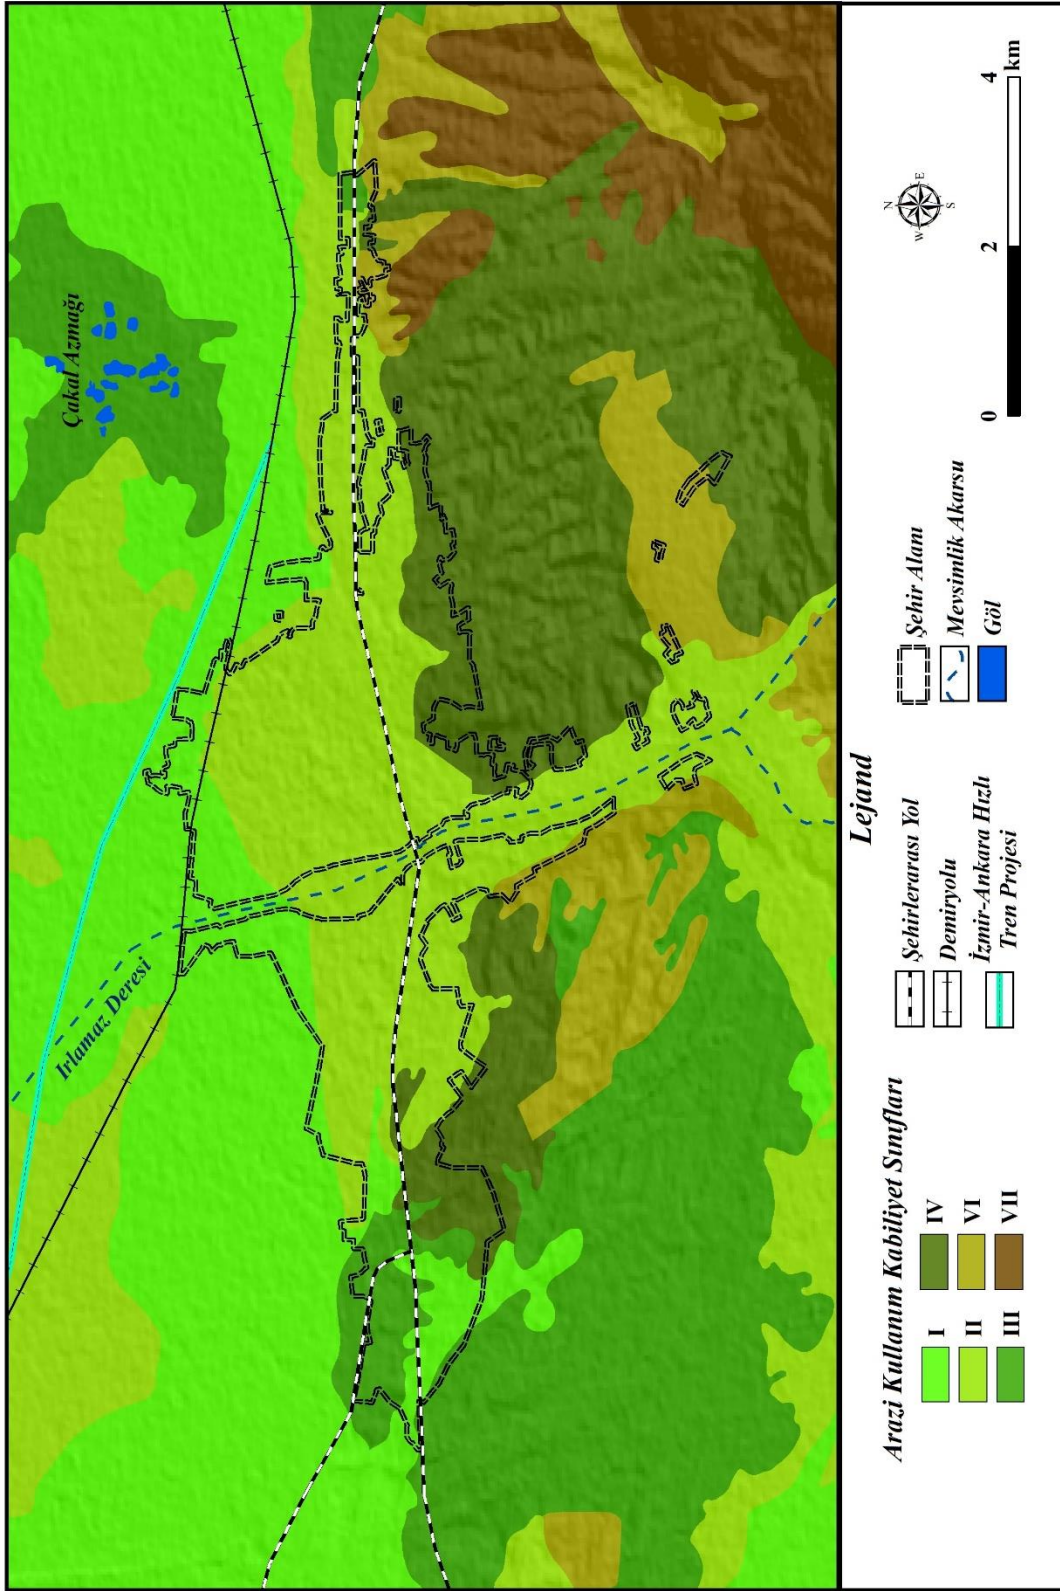 Çakal Azmağı
Irlamaz Deresi
Lejand
Arazi Kullanım Kabiliyet Sınıfları
I
II
III
IV
VI
VII
Şehirlerarası Yol
Demiryolu
İzmir-Ankara Hızlı
Tren Projesi
Şehir Alanı
Mevsimlik Akarsu
Göl
N
E
S
W
0 2 4
km